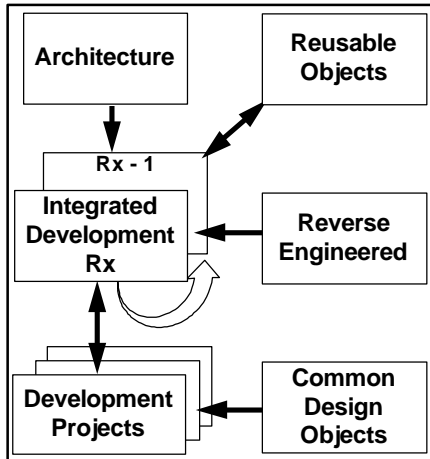 Architecture
Reusable
Objects
Rx - 1
Integrated
Development
Rx
Reverse
Engineered
Development
Projects
Common
Design
Objects